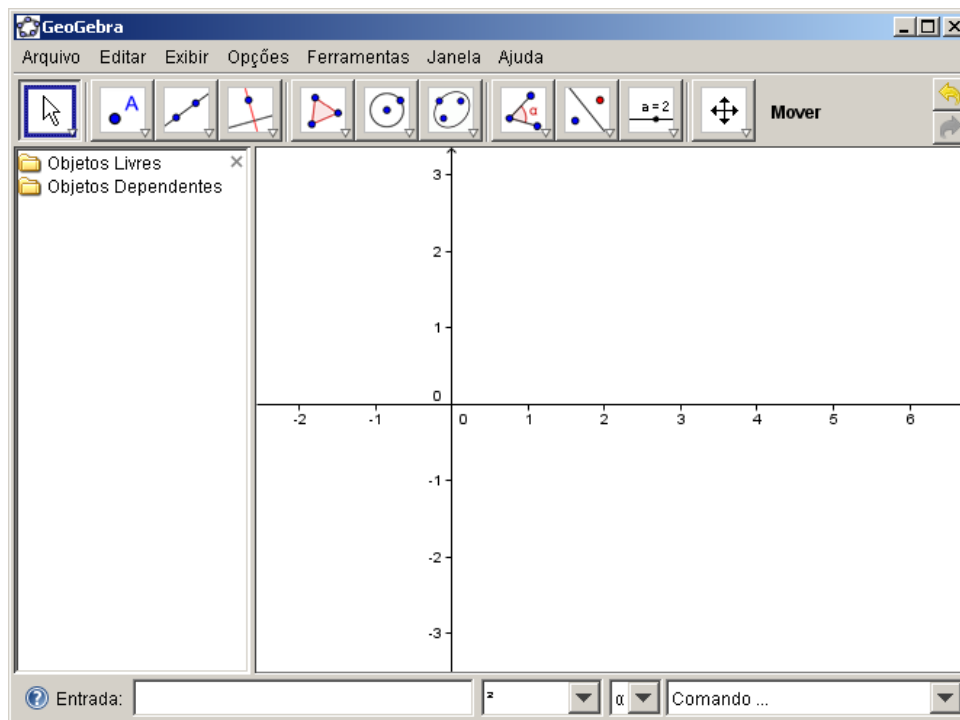 GeoGebra
Arquivo Editar Exibir Opções Ferramentas Janela Ajuda
A α a = 2 Mover
Objetos Livres
Objetos Dependentes
3
2
1
0
-2 -1 0 1 2 3 4 5 6
-1
-2
-3
Entrada: ² α Comando ...